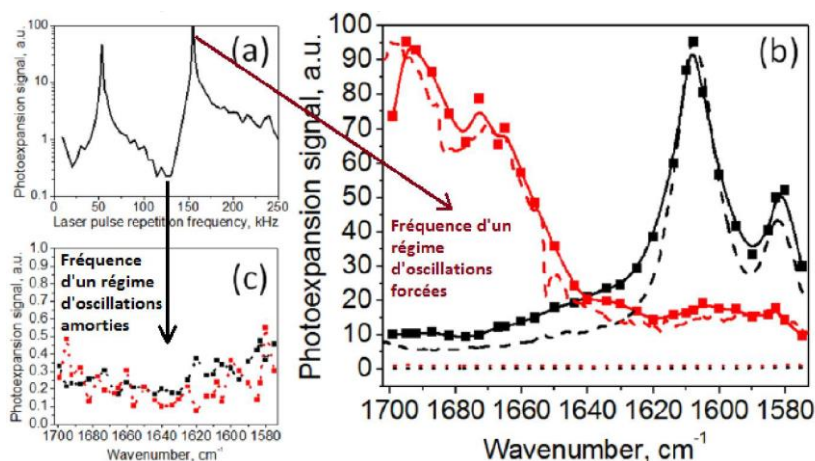 (a)
Photoexpansion signal, a.u.
100
10
1
0.1
0
50
100
150
200
250
Laser pulse repetition frequency, kHz
(c)
Photoexpansion signal, a.u.
1.0
0.9
0.8
0.7
0.6
0.5
0.4
0.3
0.2
0.1
0.0
Fréquence
d'un régime
d'oscillations
amorties
1700
1680
1660
1640
1620
1600
1580
Wavenumber, cm⁻¹
(b)
Photoexpansion signal, a.u.
100
90
80
70
60
50
40
30
20
10
0
Fréquence d'un
régime
d'oscillations
forcées
1700
1680
1660
1640
1620
1600
1580
Wavenumber, cm⁻¹